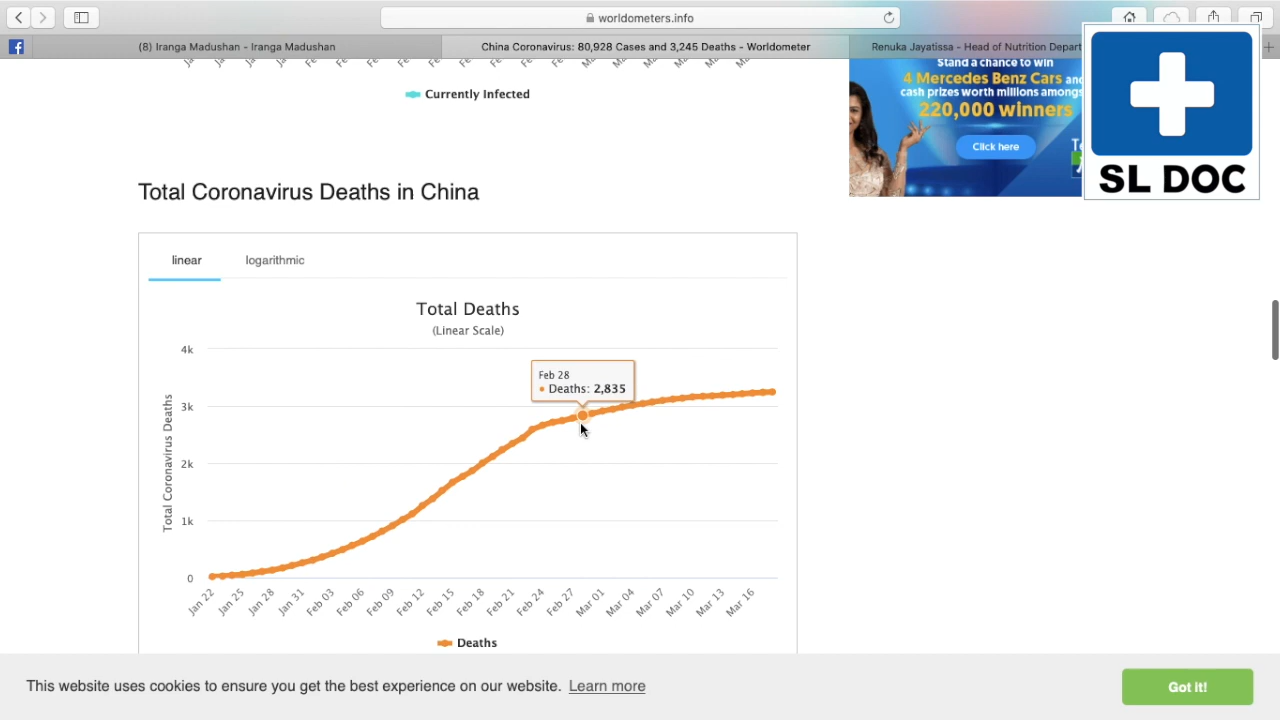 worldometers.info
(8) Iranga Madushan - Iranga Madushan
China Coronavirus: 80,928 Cases and 3,245 Deaths - Worldometer
Renuka Jayatissa - Head of Nutrition Depart
Currently Infected
Stand a chance to win
4 Mercedes Benz Cars and
cash prizes worth millions amongs
220,000 winners
Click here
SL DOC
Total Coronavirus Deaths in China
linear
logarithmic
Total Deaths
(Linear Scale)
Total Coronavirus Deaths
4k
3k
2k
1k
0
Feb 28
Deaths: 2,835
Jan 22
Jan 25
Jan 28
Jan 31
Feb 03
Feb 06
Feb 09
Feb 12
Feb 15
Feb 18
Feb 21
Feb 24
Feb 27
Mar 01
Mar 04
Mar 07
Mar 10
Mar 13
Mar 16
Deaths
This website uses cookies to ensure you get the best experience on our website. Learn more
Got it!